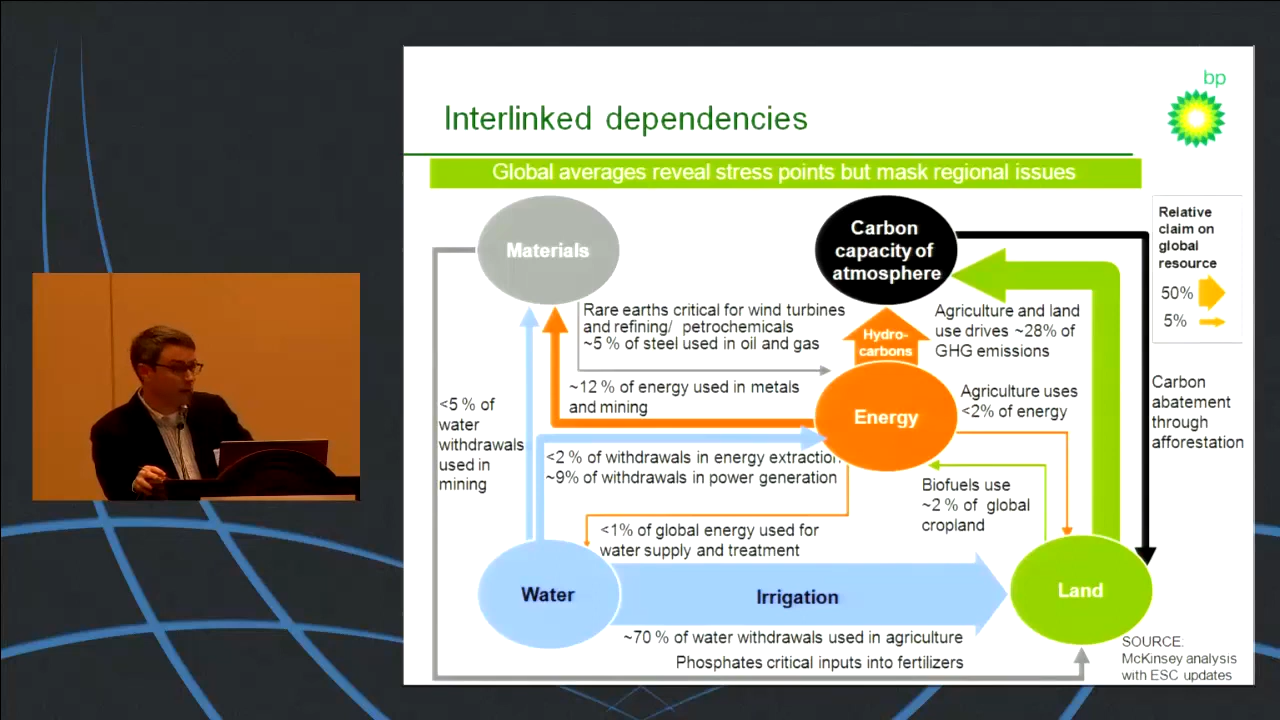 bp
Interlinked dependencies
Global averages reveal stress points but mask regional issues
Materials
Carbon
capacity of
atmosphere
Relative
claim on
global
resource
50%
5%
Rare earths critical for wind turbines
and refining/ petrochemicals
~5 % of steel used in oil and gas
Hydro-
carbons
Agriculture and land
use drives ~28% of
GHG emissions
~12 % of energy used in metals
and mining
Energy
Agriculture uses
<2% of energy
Carbon
abatement
through
afforestation
<5 % of
water
withdrawals
used in
mining
<2 % of withdrawals in energy extraction
~9% of withdrawals in power generation
Biofuels use
~2 % of global
cropland
<1% of global energy used for
water supply and treatment
Water
Irrigation
Land
~70 % of water withdrawals used in agriculture
Phosphates critical inputs into fertilizers
SOURCE.
McKinsey analysis
with ESC updates